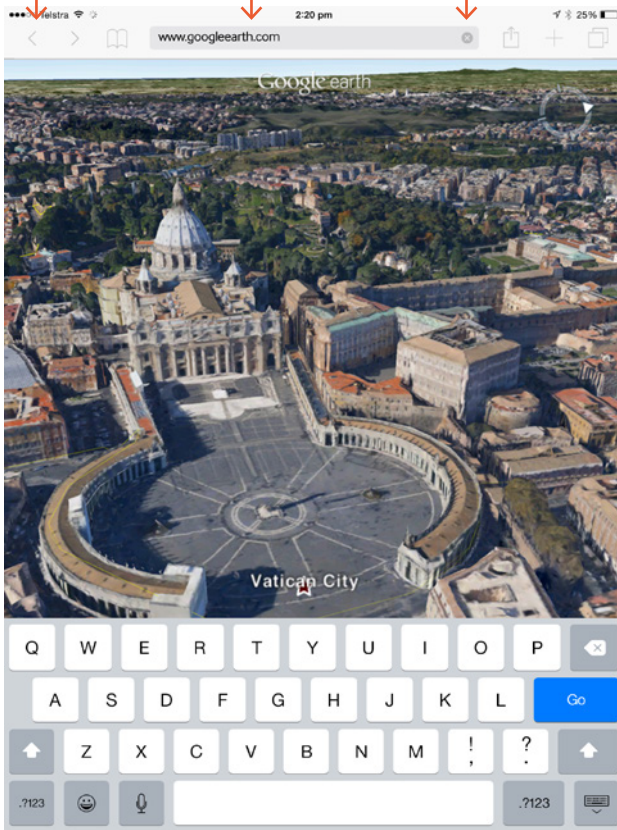 Telstra 2:20 pm 25%
www.googleearth.com
Google earth
Vatican City
Q W E R T Y U I O P
A S D F G H J K L Go
Z X C V B N M ! , ? .
.?123 .?123